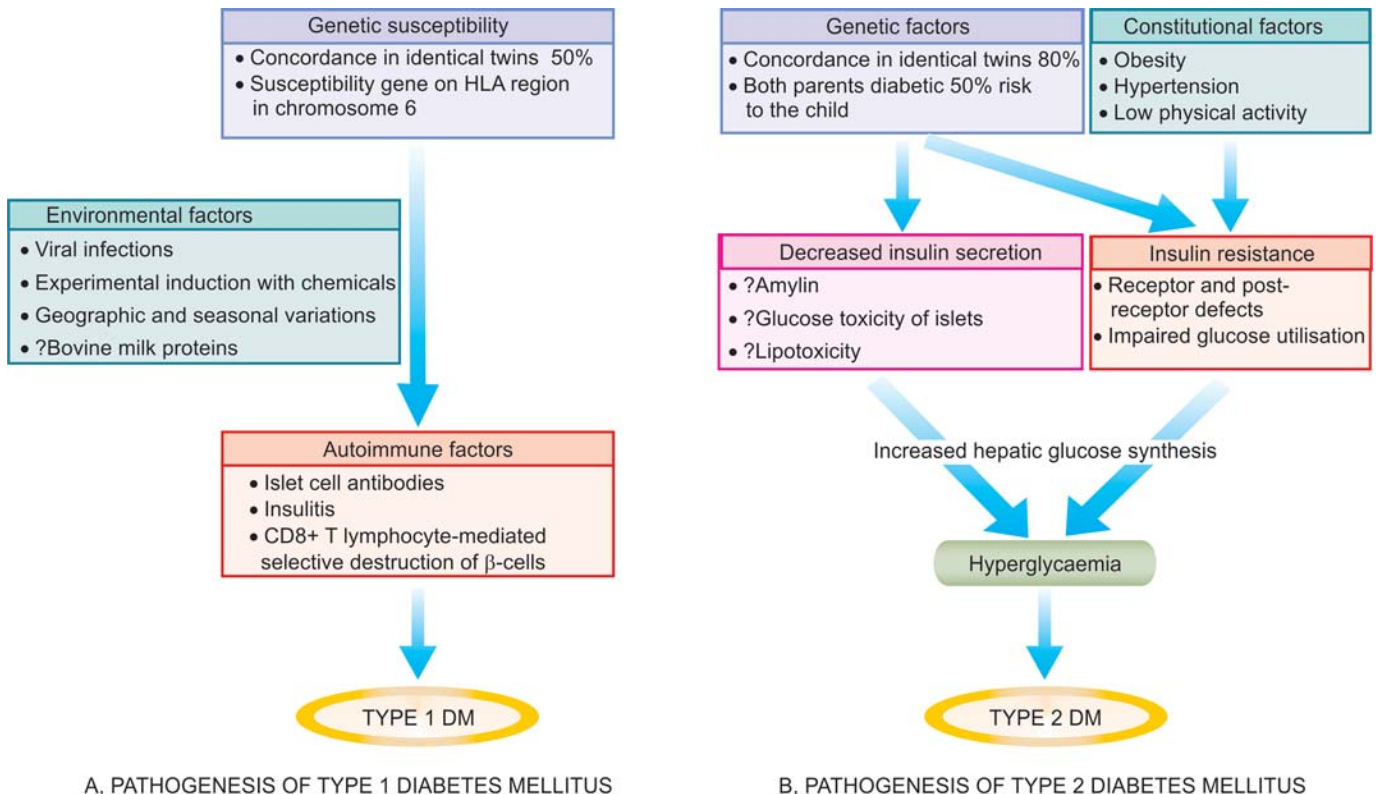 Genetic susceptibility
• Concordance in identical twins 50%
• Susceptibility gene on HLA region
in chromosome 6
Environmental factors
• Viral infections
• Experimental induction with chemicals
• Geographic and seasonal variations
• ?Bovine milk proteins
Autoimmune factors
• Islet cell antibodies
• Insulitis
• CD8+ T lymphocyte-mediated
selective destruction of β-cells
TYPE 1 DM
A, PATHOGENESIS OF TYPE 1 DIABETES MELLITUS
Genetic factors
• Concordance in identical twins 80%
• Both parents diabetic 50% risk
to the child
Constitutional factors
• Obesity
• Hypertension
• Low physical activity
Decreased insulin secretion
• ?Amylin
• ?Glucose toxicity of islets
• ?Lipotoxicity
Insulin resistance
• Receptor and post-
receptor defects
• Impaired glucose utilisation
Increased hepatic glucose synthesis
Hyperglycaemia
TYPE 2 DM
B, PATHOGENESIS OF TYPE 2 DIABETES MELLITUS